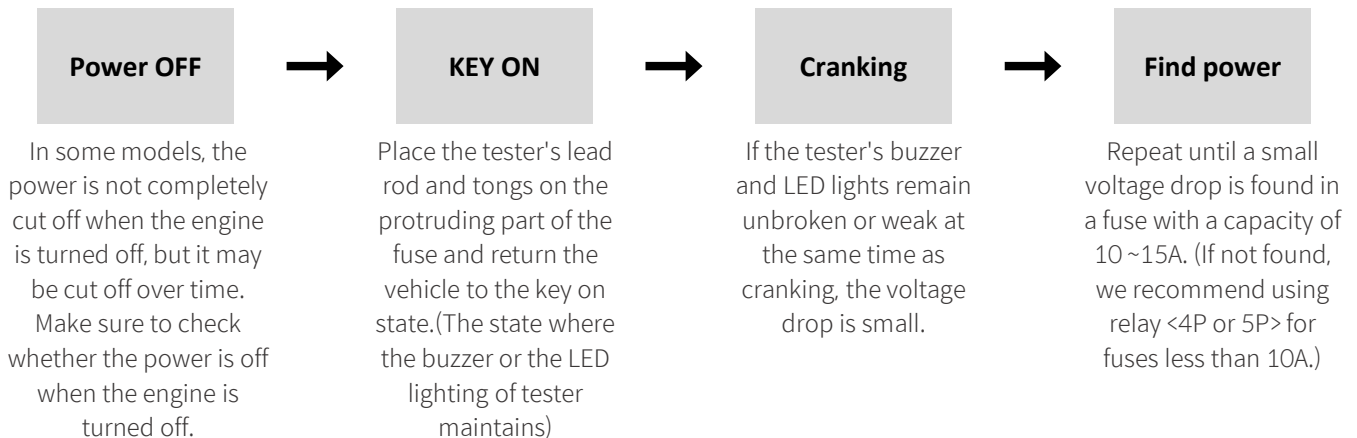 Power OFF
KEY ON
Cranking
Find power
In some models, the
power is not completely
cut off when the engine
is turned off, but it may
be cut off over time.
Make sure to check
whether the power is off
when the engine is
turned off.
Place the tester's lead
rod and tongs on the
protruding part of the
fuse and return the
vehicle to the key on
state.(The state where
the buzzer or the LED
lighting of tester
maintains)
If the tester's buzzer
and LED lights remain
unbroken or weak at
the same time as
cranking, the voltage
drop is small.
Repeat until a small
voltage drop is found in
a fuse with a capacity of
10 ~15A. (If not found,
we recommend using
relay <4P or 5P> for
fuses less than 10A.)